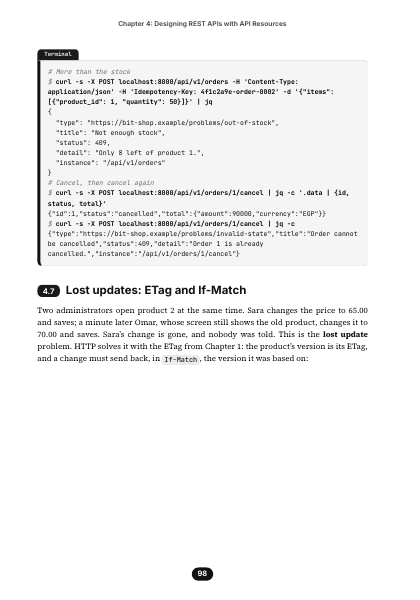 Chapter 4: Designing REST APIs with API Resources
Terminal
# More than the stock
$ curl -s -X POST localhost:8000/api/v1/orders -H 'Content-Type:
application/json' -H 'Idempotency-Key: 4f1c2a9e-order-0002' -d '{"items":
[{"product_id": 1, "quantity": 50}]}' | jq
{
  "type": "https://bit-shop.example/problems/out-of-stock",
  "title": "Not enough stock",
  "status": 409,
  "detail": "Only 8 left of product 1.",
  "instance": "/api/v1/orders"
}
# Cancel, then cancel again
$ curl -s -X POST localhost:8000/api/v1/orders/1/cancel | jq -c '.data | {id,
status, total}'
{"id":1,"status":"cancelled","total":{"amount":90000,"currency":"EGP"}}
$ curl -s -X POST localhost:8000/api/v1/orders/1/cancel | jq -c
{"type":"https://bit-shop.example/problems/invalid-state","title":"Order cannot
be cancelled","status":409,"detail":"Order 1 is already
cancelled.","instance":"/api/v1/orders/1/cancel"}
4.7 Lost updates: ETag and If-Match
Two administrators open product 2 at the same time. Sara changes the price to 65.00
and saves; a minute later Omar, whose screen still shows the old product, changes it to
70.00 and saves. Sara's change is gone, and nobody was told. This is the lost update
problem. HTTP solves it with the ETag from Chapter 1: the product's version is its ETag,
and a change must send back, in If-Match, the version it was based on:
98